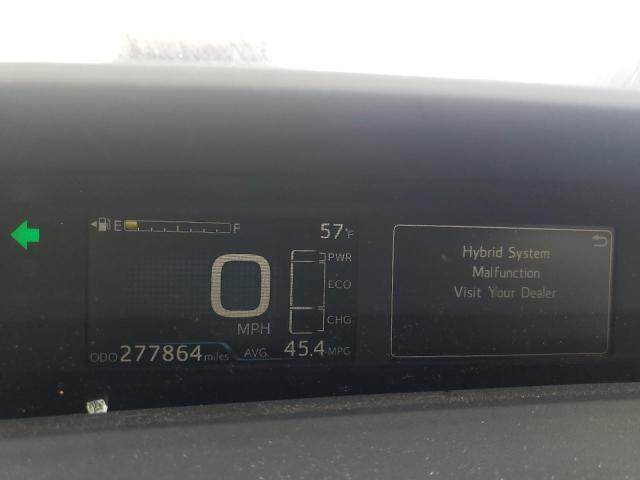 E F 57°F
PWR
0 ECO
MPH CHG
ODO 277864 miles AVG. 45.4 MPG
Hybrid System
Malfunction
Visit Your Dealer